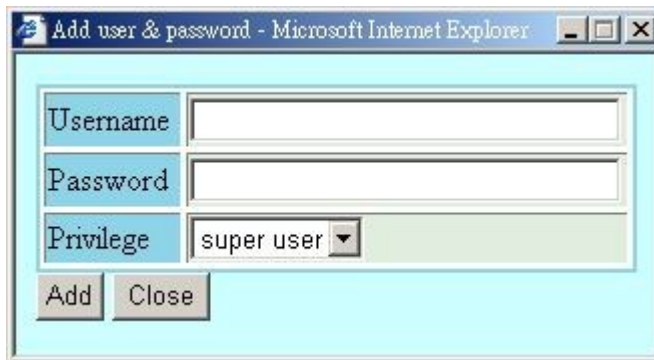 Add user & password - Microsoft Internet Explorer
Username
Password
Privilege super user
Add Close